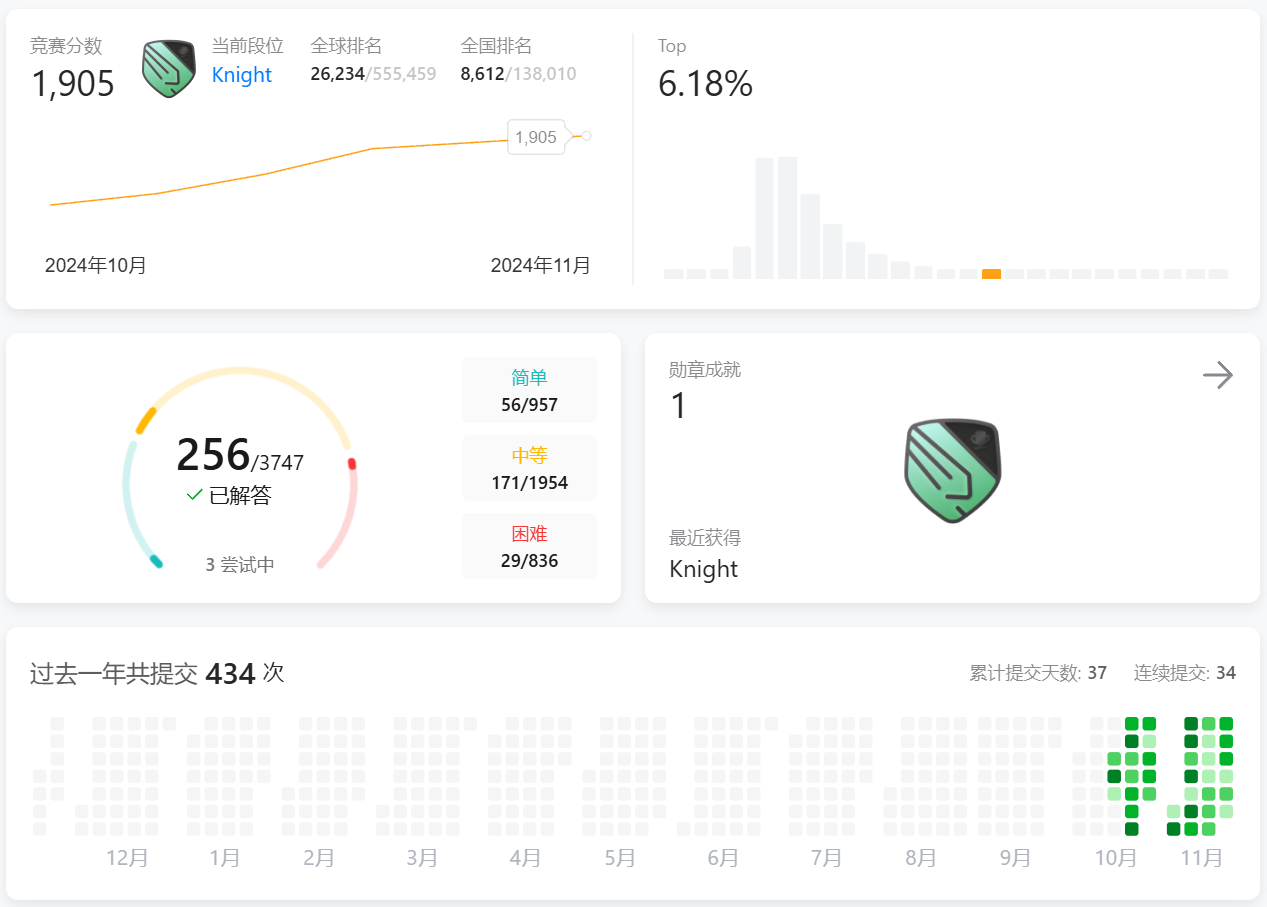 竞赛分数
1,905
当前段位
Knight
全球排名
26,234/555,459
全国排名
8,612/138,010
1,905
2024年10月
2024年11月
Top
6.18%
256/3747
已解答
3 尝试中
简单
56/957
中等
171/1954
困难
29/836
勋章成就
1
最近获得
Knight
过去一年共提交 434 次
累计提交天数: 37
连续提交: 34
12月 1月 2月 3月 4月 5月 6月 7月 8月 9月 10月 11月